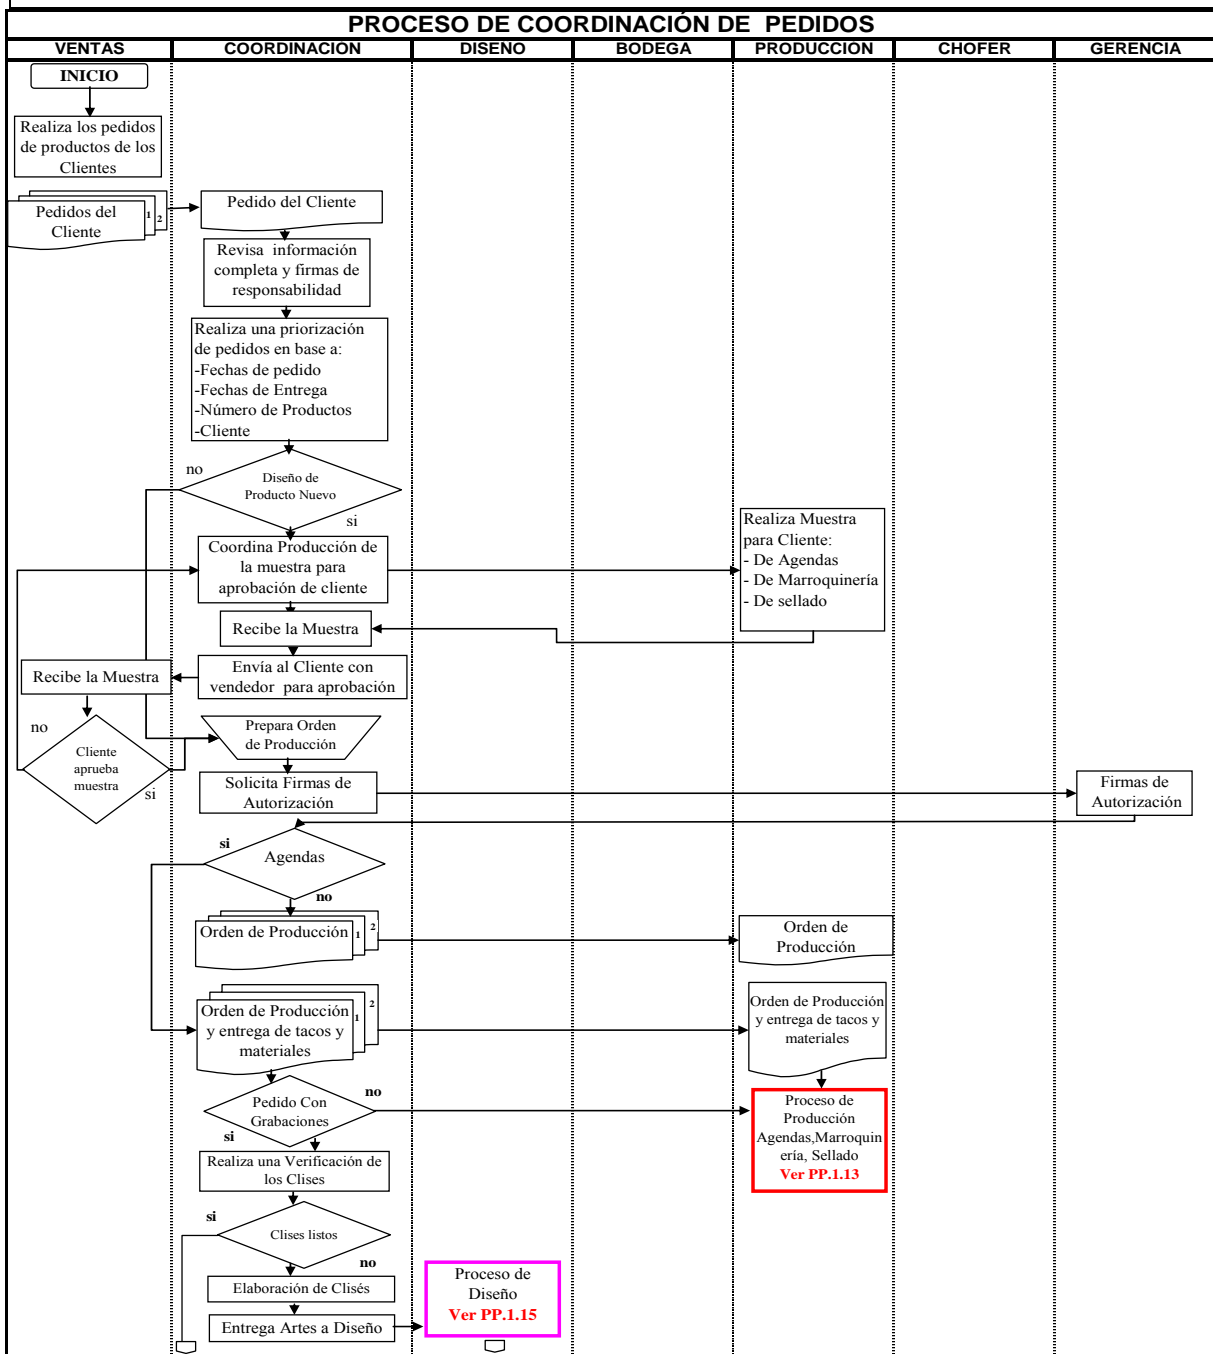 PROCESO DE COORDINACIÓN DE PEDIDOS
VENTAS
COORDINACIÓN
DISEÑO
BODEGA
PRODUCCIÓN
CHOFER
GERENCIA
INICIO
Realiza los pedidos
de productos de los
Clientes
Pedidos del
Cliente
1
2
Pedido del Cliente
Revisa información
completa y firmas de
responsabilidad
Realiza una priorización
de pedidos en base a:
-Fechas de pedido
-Fechas de Entrega
-Número de Productos
-Cliente
no
Diseño de
Producto Nuevo
si
Coordina Producción de
la muestra para
aprobación de cliente
Realiza Muestra
para Cliente:
- De Agendas
- De Marroquinería
- De sellado
Recibe la Muestra
Envía al Cliente con
vendedor para aprobación
Recibe la Muestra
no
Cliente
aprueba
muestra
si
Prepara Orden
de Producción
Solicita Firmas de
Autorización
Firmas de
Autorización
si
Agendas
no
Orden de Producción
1
2
Orden de
Producción
Orden de Producción
y entrega de tacos y
materiales
1
2
Orden de Producción
y entrega de tacos y
materiales
Pedido Con
Grabaciones
no
si
Proceso de
Producción
Agendas,Marroquin
ería, Sellado
Ver PP.1.13
Realiza una Verificación de
los Clises
si
Clises listos
no
Elaboración de Clisés
Entrega Artes a Diseño
Proceso de
Diseño
Ver PP.1.15